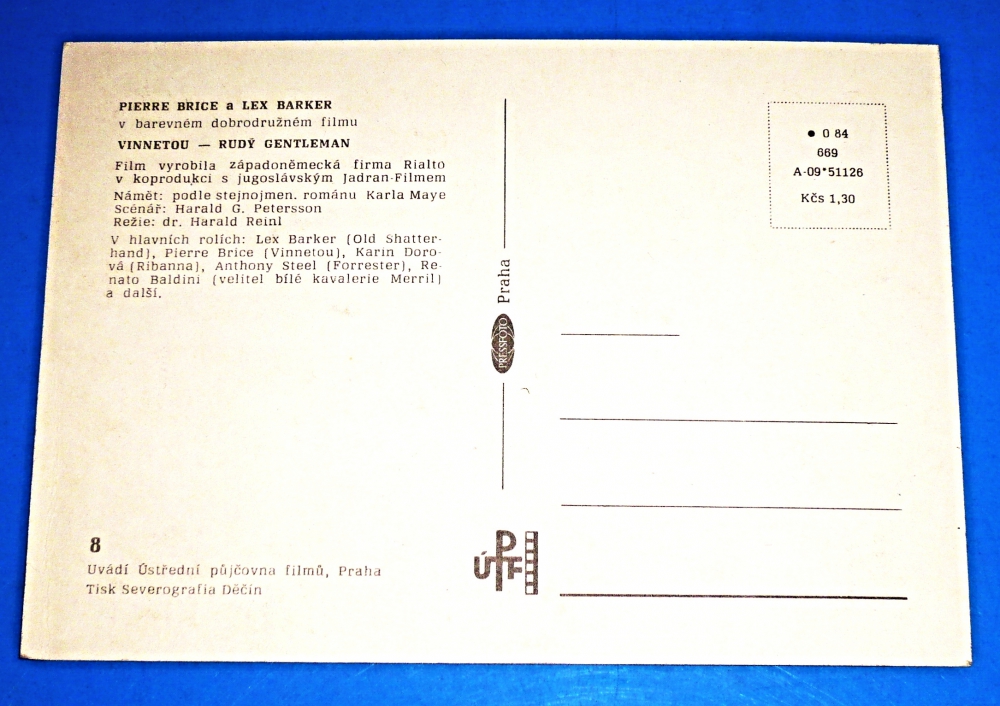 PIERRE BRICE a LEX BARKER
v barevném dobrodružném filmu
VINNETOU — RUDÝ GENTLEMAN
Film vyrobila západoněmecká firma Rialto
v koprodukci s jugoslávským Jadran-Filmem
Námět: podle stejnojmen. románu Karla Maye
Scénář: Harald G. Petersson
Režie: dr. Harald Reinl
V hlavních rolích: Lex Barker (Old Shatter-
hand), Pierre Brice (Vinnetou), Karin Doro-
vá (Ribanna), Anthony Steel (Forrester), Re-
nato Baldini (velitel bílé kavalerie Merril)
a další.
8
Uvádí Ústřední půjčovna filmů, Praha
Tisk Severografia Děčín
PRESSFOTO Praha
ÚPTF
● 0 84
669
A-09*51126
Kčs 1,30